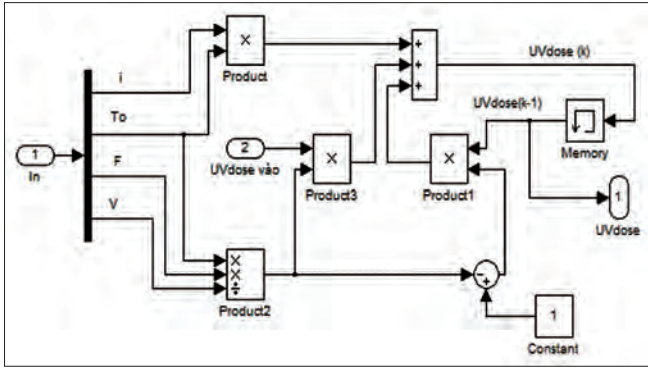 i
To
F
V
1
In
×
Product
+
+
+
UVdose (k)
UVdose(k-1)
Memory
2
UVdose vào
×
Product3
×
Product1
1
UVdose
×
×
÷
Product2
-
+
1
Constant